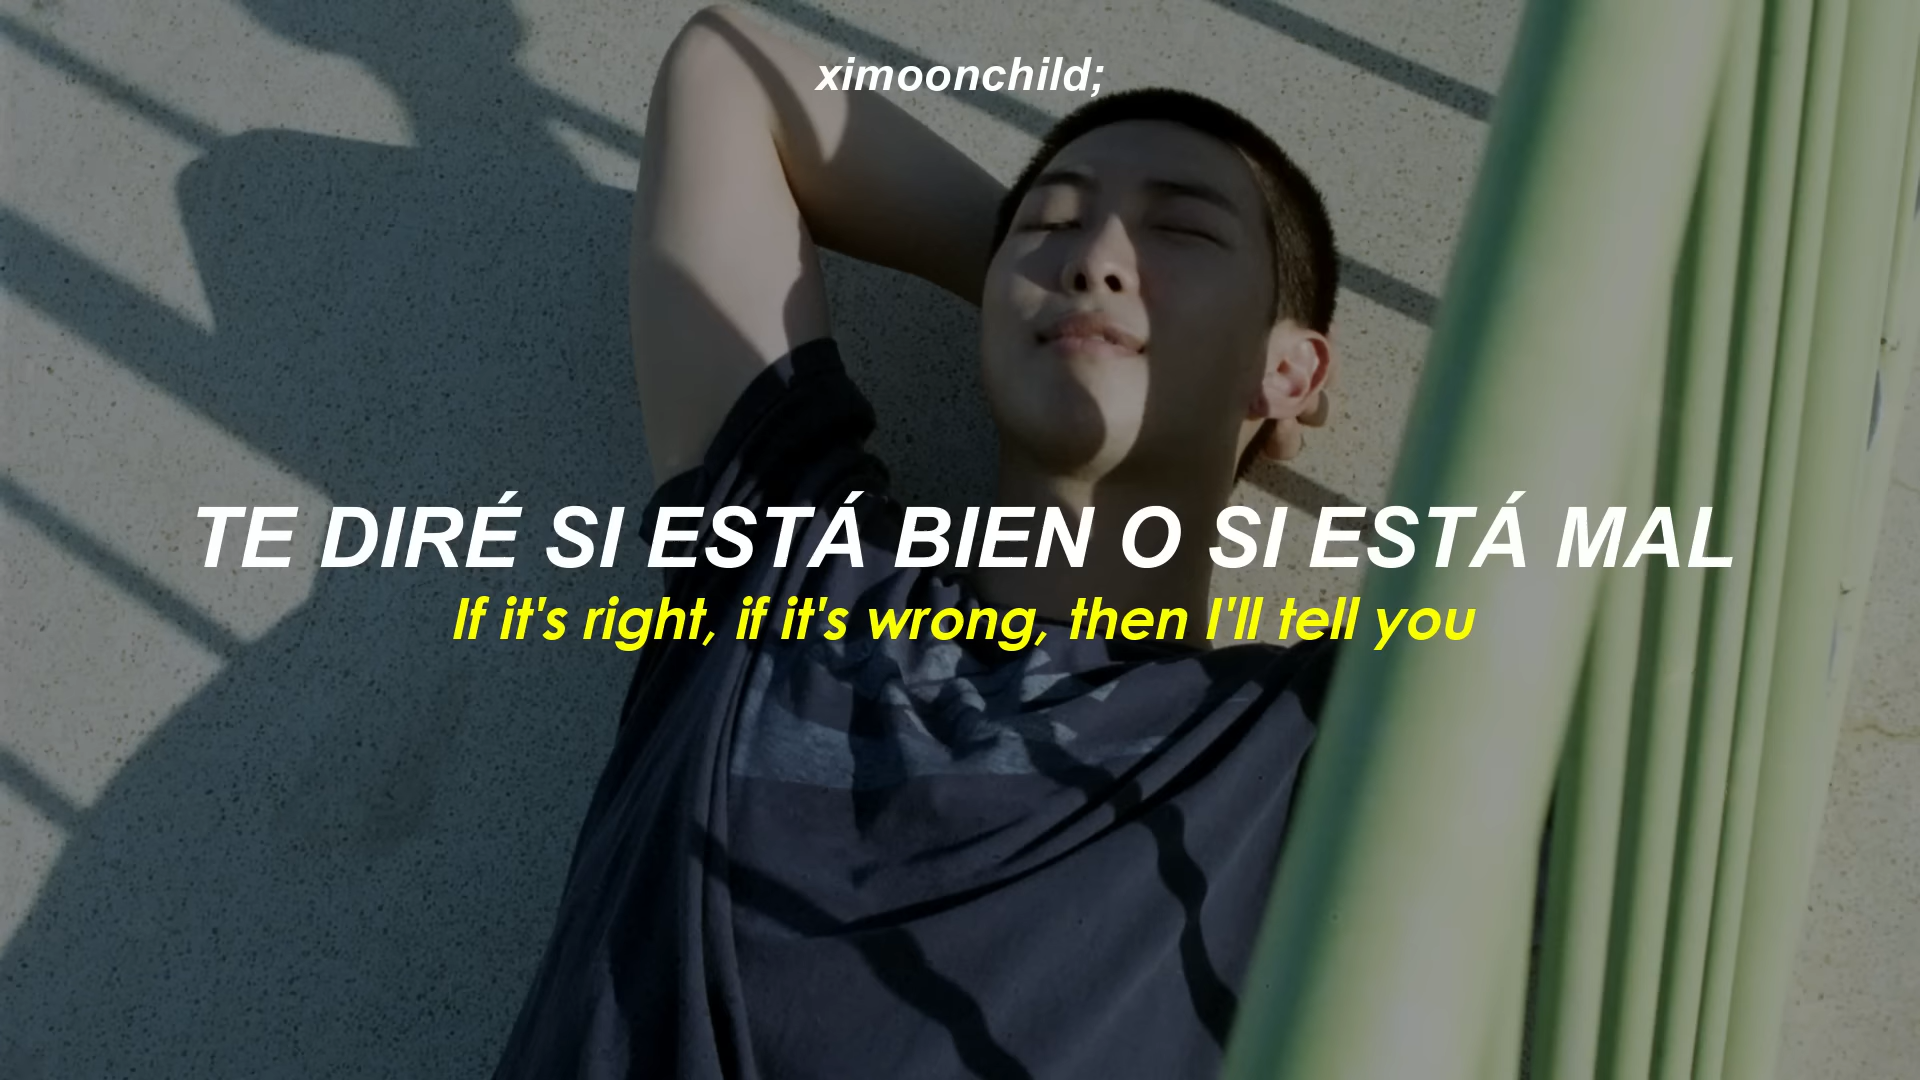 ximoonchild;
TE DIRÉ SI ESTÁ BIEN O SI ESTÁ MAL
If it's right, if it's wrong, then I'll tell you